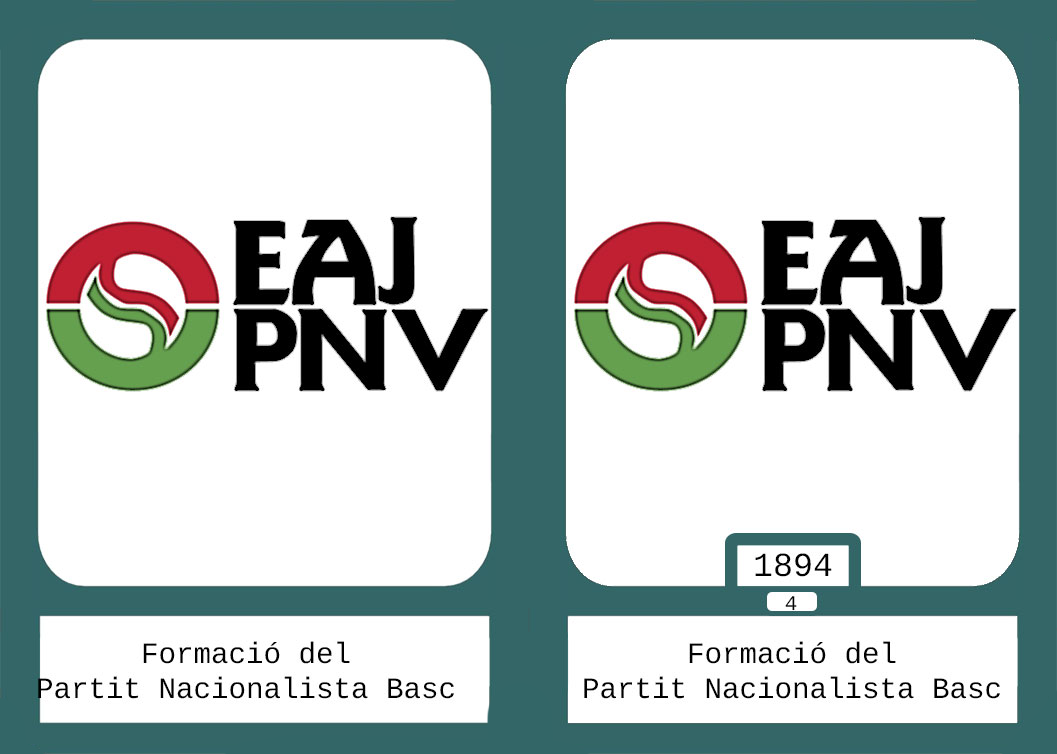 EAJ
PNV
Formació del
Partit Nacionalista Basc
EAJ
PNV
1894
4
Formació del
Partit Nacionalista Basc